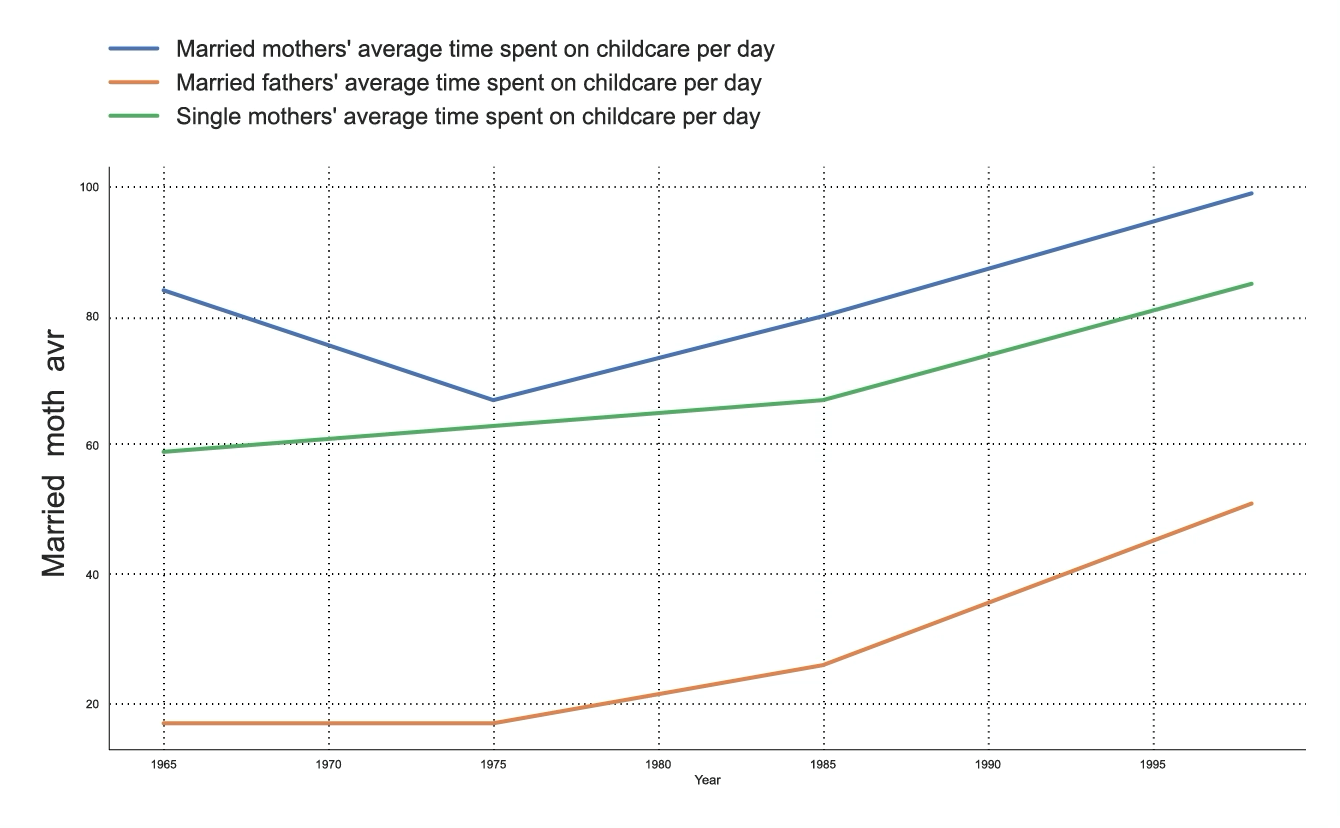 Married mothers' average time spent on childcare per day
Married fathers' average time spent on childcare per day
Single mothers' average time spent on childcare per day
Married moth avr
100
80
60
40
20
1965 1970 1975 1980 1985 1990 1995
Year